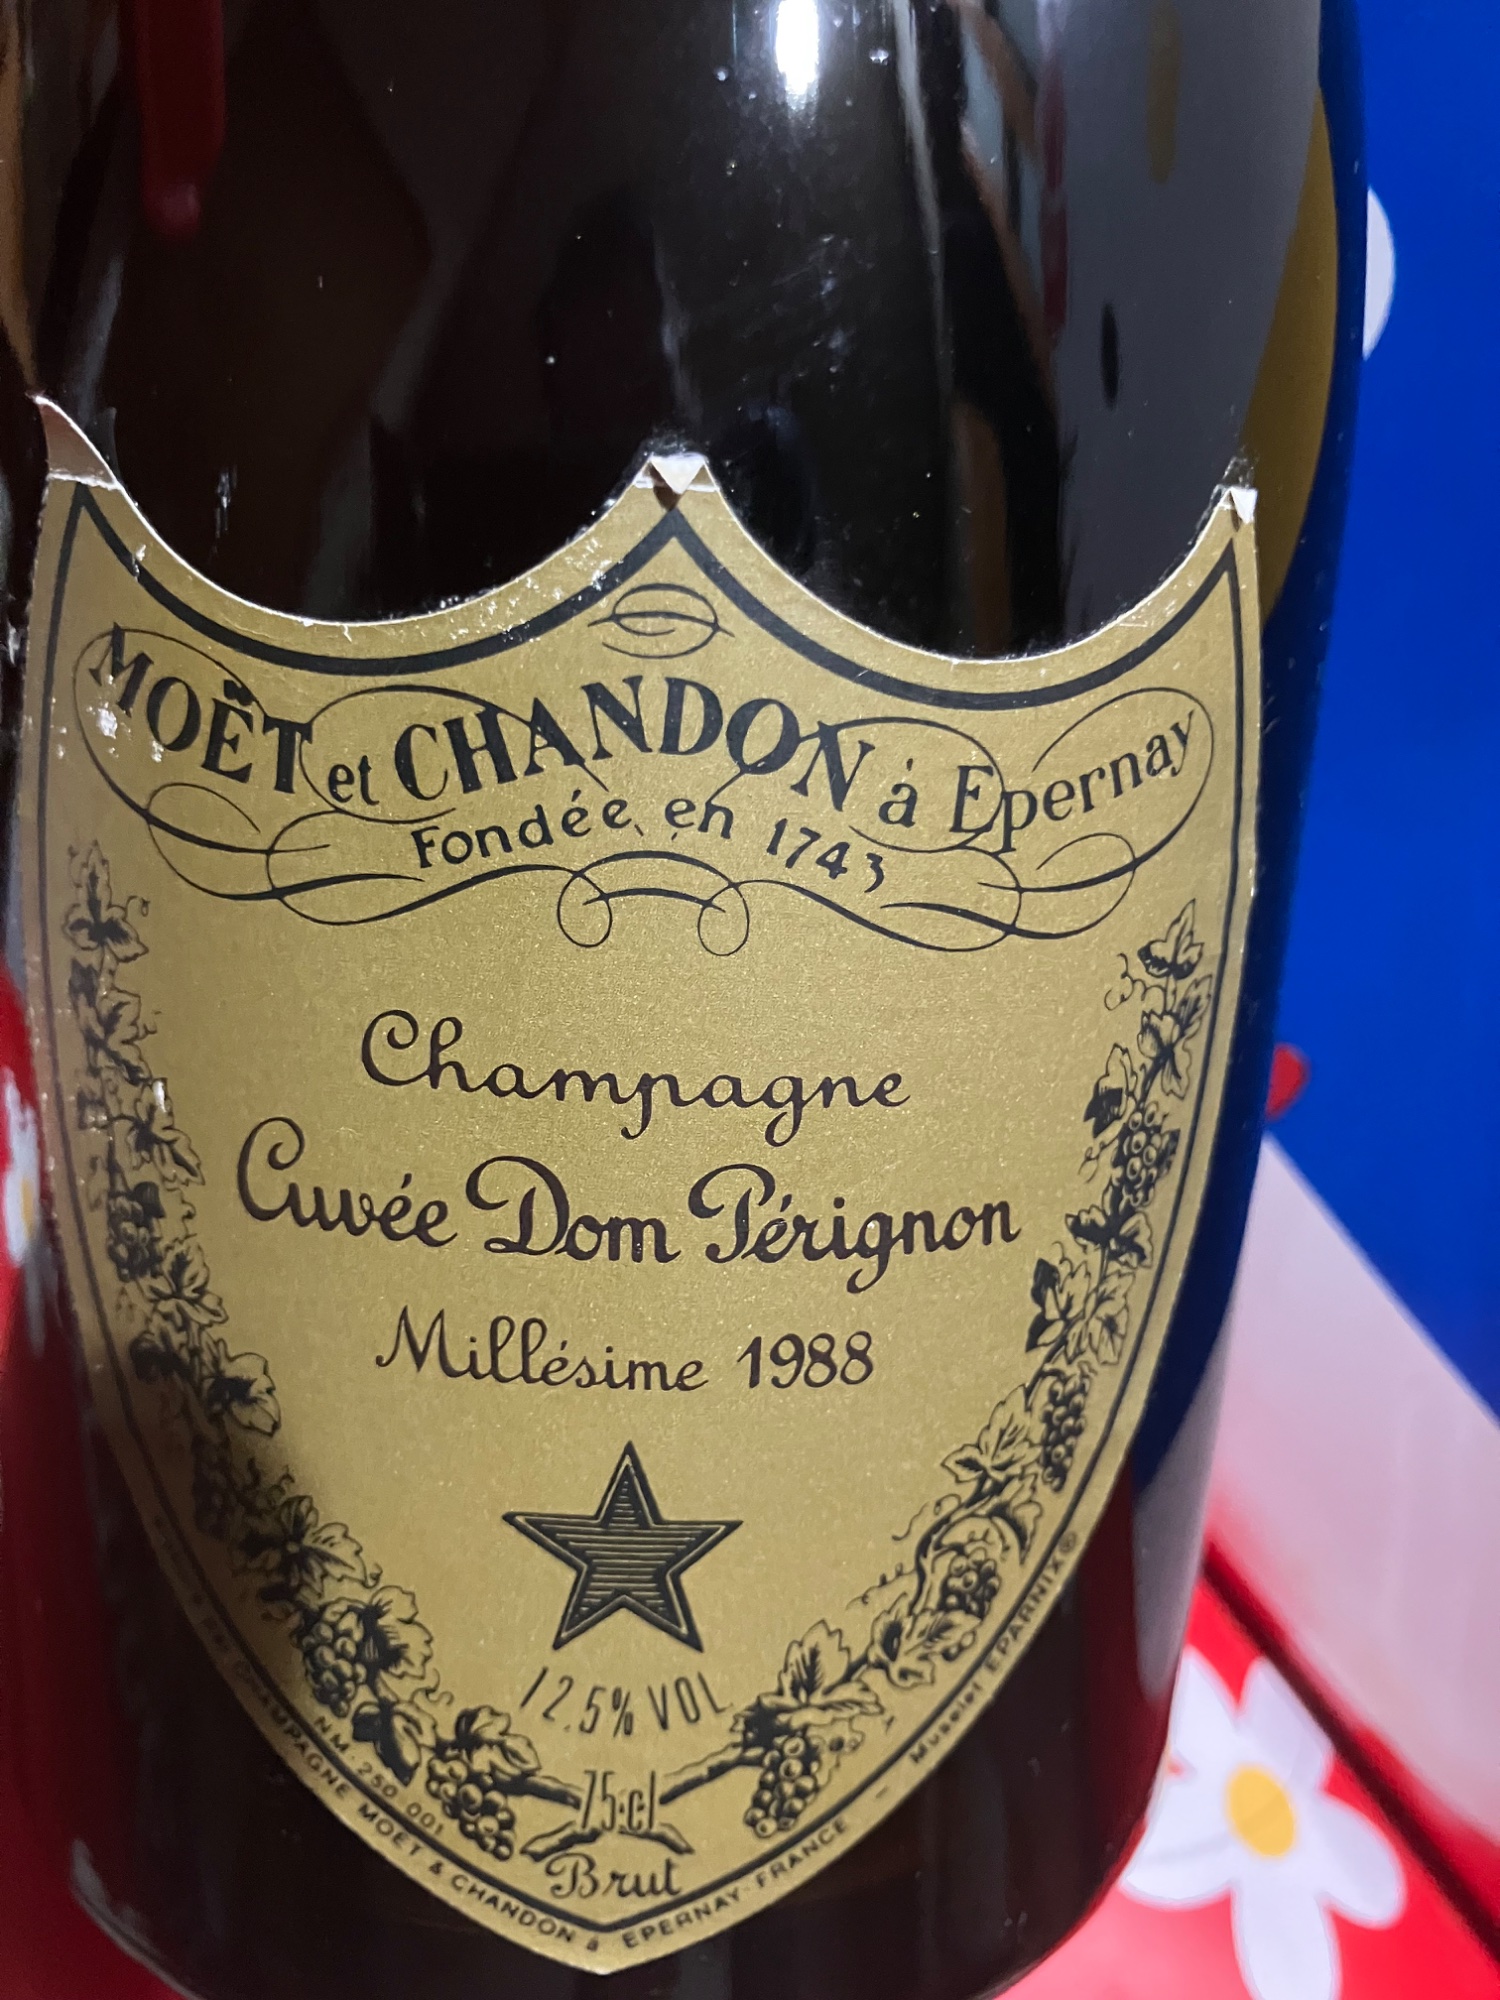 MOËT et CHANDON à Epernay
Fondée en 1743
Champagne
Cuvée Dom Pérignon
Millésime 1988
12.5% VOL
75cl
Brut
NM-250 001
CHAMPAGNE MOËT & CHANDON à EPERNAY-FRANCE - Muselet EPARNIX®